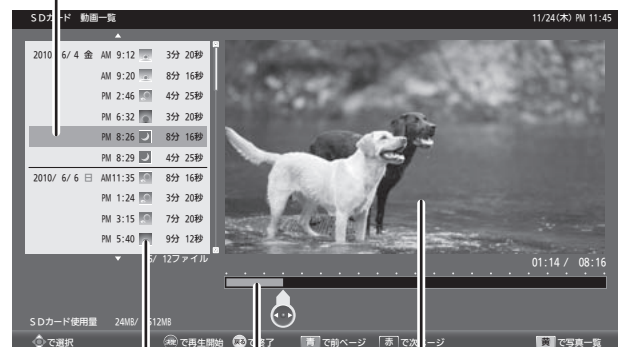 SDカード 動画一覧 11/24(木) PM 11:45
2010/ 6/ 4 金 AM 9:12 3分 20秒
AM 9:20 8分 16秒
PM 2:46 4分 25秒
PM 6:32 3分 20秒
PM 8:26 8分 16秒
PM 8:29 4分 25秒
2010/ 6/ 6 日 AM11:35 8分 16秒
PM 1:24 3分 20秒
PM 3:15 7分 20秒
PM 5:40 9分 12秒
/ 12ファイル
01:14 / 08:16
SDカード使用量 24MB/ 512MB
で選択 決定 で再生開始 戻る で終了 青 で前ページ 赤 で次ページ 黄 で写真一覧